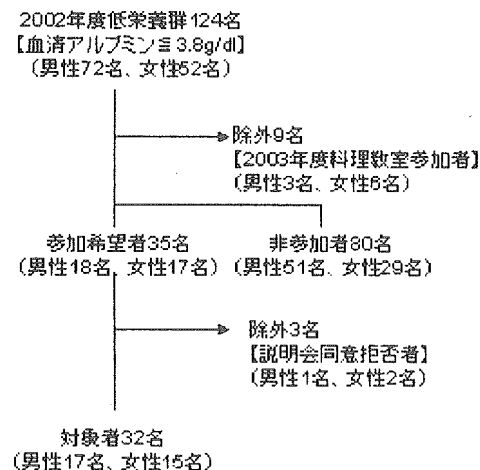 2002年度低栄養群124名
【血清アルブミン≦3.8g/dl】
(男性72名、女性52名)
除外9名
【2003年度料理教室参加者】
(男性3名、女性6名)
参加希望者35名
(男性18名、女性17名)
非参加者80名
(男性51名、女性29名)
除外3名
【説明会同意拒否者】
(男性1名、女性2名)
対象者32名
(男性17名、女性15名)